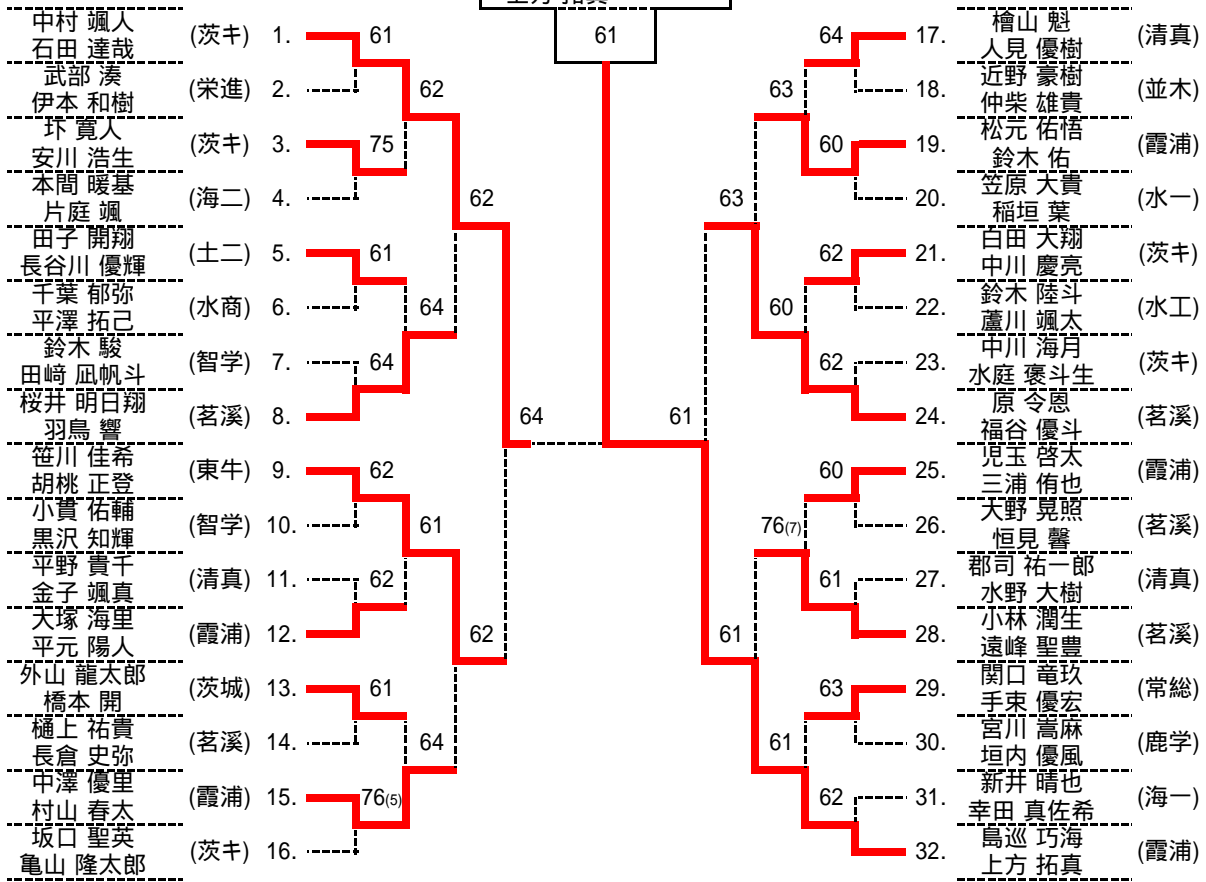 上方 拓真
61
中村 颯人
石田 達哉
(茨キ) 1.
武部 湊
伊本 和樹
(栄進) 2.
坏 寛人
安川 浩生
(茨キ) 3.
本間 暖基
片庭 颯
(海二) 4.
田子 開翔
長谷川 優輝
(土二) 5.
千葉 郁弥
平澤 拓己
(水商) 6.
鈴木 駿
田﨑 凪帆斗
(智学) 7.
桜井 明日翔
羽鳥 響
(茗溪) 8.
笹川 佳希
胡桃 正登
(東牛) 9.
小貫 佑輔
黒沢 知輝
(智学) 10.
平野 貴千
金子 颯真
(清真) 11.
大塚 海里
平元 陽人
(霞浦) 12.
外山 龍太郎
橋本 開
(茨城) 13.
樋上 祐貴
長倉 史弥
(茗溪) 14.
中澤 優里
村山 春太
(霞浦) 15.
坂口 聖英
亀山 隆太郎
(茨キ) 16.
61
75
61
64
62
62
61
76(5)
62
64
61
64
62
62
64
61
63
61
63
60
76(7)
61
64
60
62
62
60
61
63
62
17. 檜山 魁
人見 優樹
(清真)
18. 近野 豪樹
仲柴 雄貴
(並木)
19. 松元 佑悟
鈴木 佑
(霞浦)
20. 笠原 大貴
稲垣 葉
(水一)
21. 白田 大翔
中川 慶亮
(茨キ)
22. 鈴木 陸斗
蘆川 颯太
(水工)
23. 中川 海月
水庭 褒斗生
(茨キ)
24. 原 令恩
福谷 優斗
(茗溪)
25. 児玉 啓太
三浦 侑也
(霞浦)
26. 大野 晃照
恒見 馨
(茗溪)
27. 郡司 祐一郎
水野 大樹
(清真)
28. 小林 潤生
遠峰 聖豊
(茗溪)
29. 関口 竜玖
手束 優宏
(常総)
30. 宮川 嵩麻
垣内 優風
(鹿学)
31. 新井 晴也
幸田 真佐希
(海一)
32. 島巡 巧海
上方 拓真
(霞浦)